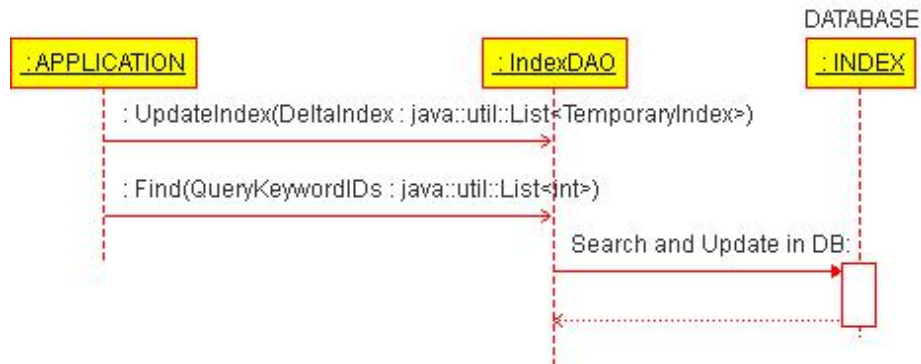 DATABASE
: APPLICATION
: IndexDAO
: INDEX
: UpdateIndex(DeltaIndex : java::util::List<TemporaryIndex>)
: Find(QueryKeywordIDs : java::util::List<int>)
Search and Update in DB: